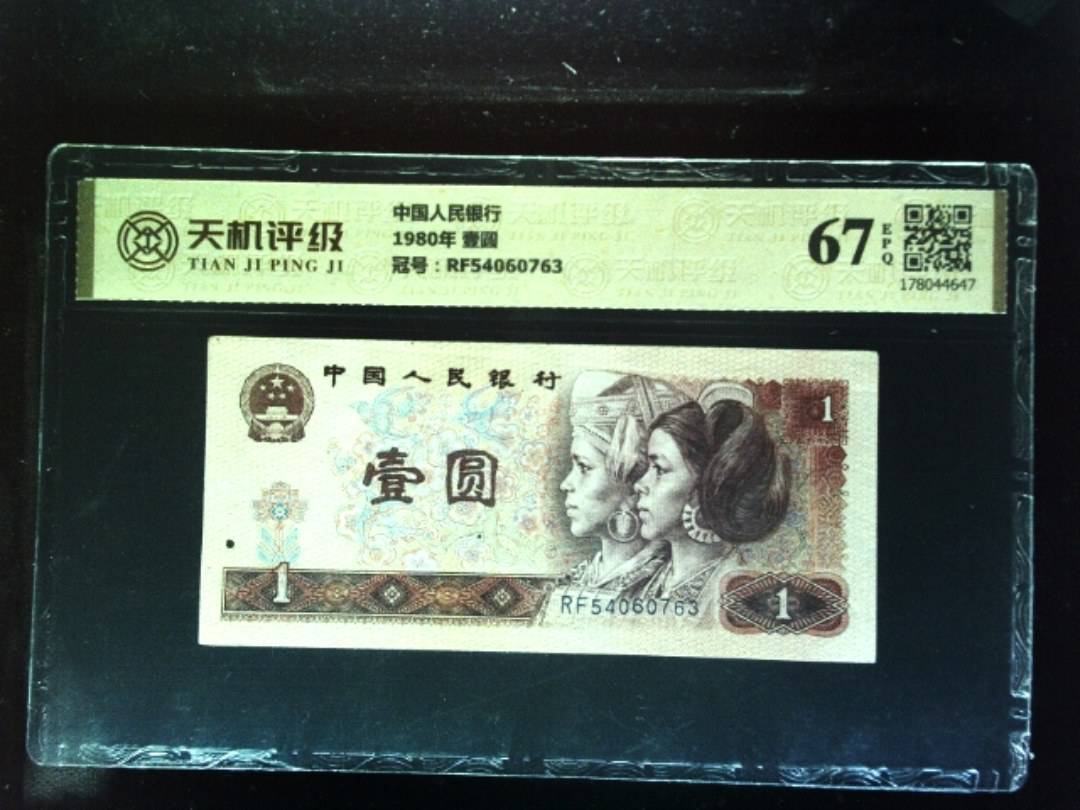 天机评级
TIAN JI PING JI
中国人民银行
1980年 壹圆
冠号：RF54060763
67
EPQ
178044647
中国人民银行
1
壹圆
1
RF54060763
1